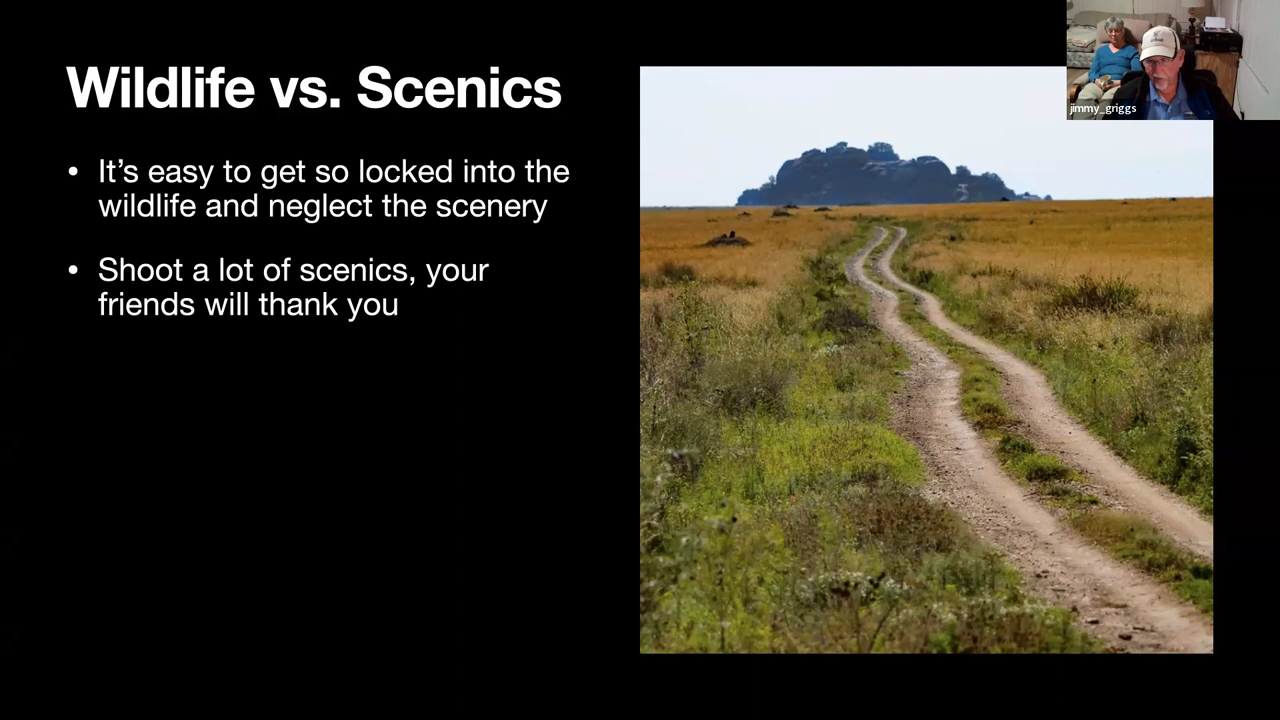 Wildlife vs. Scenics
• It’s easy to get so locked into the
wildlife and neglect the scenery
• Shoot a lot of scenics, your
friends will thank you
jimmy_griggs